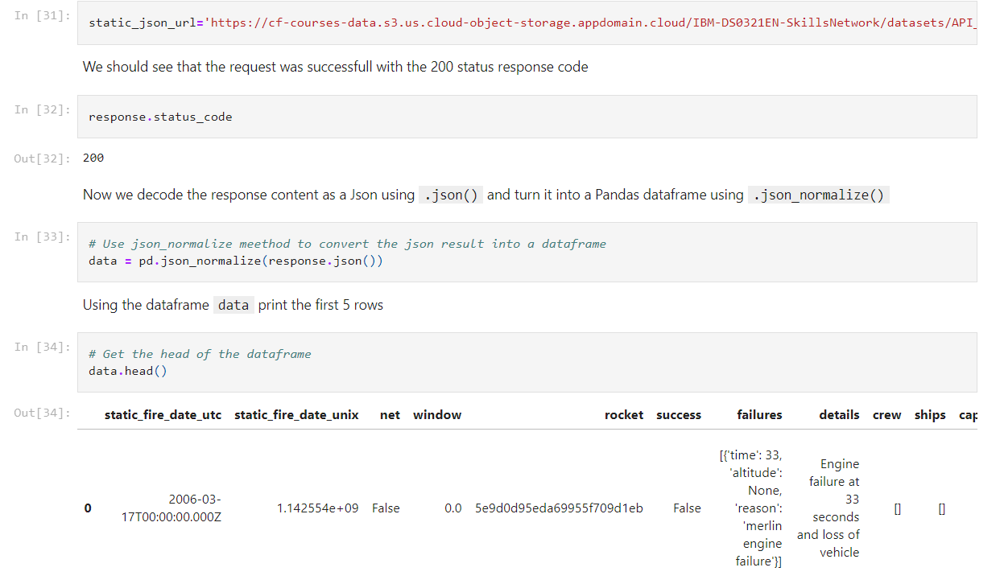 In [31]:
static_json_url='https://cf-courses-data.s3.us.cloud-object-storage.appdomain.cloud/IBM-DS0321EN-SkillsNetwork/datasets/API_
We should see that the request was successfull with the 200 status response code
In [32]:
response.status_code
Out[32]:
200
Now we decode the response content as a Json using .json() and turn it into a Pandas dataframe using .json_normalize()
In [33]:
# Use json_normalize meethod to convert the json result into a dataframe
data = pd.json_normalize(response.json())
Using the dataframe data print the first 5 rows
In [34]:
# Get the head of the dataframe
data.head()
Out[34]:
static_fire_date_utc static_fire_date_unix net window rocket success failures details crew ships cap
0
2006-03-
17T00:00:00.000Z
1.142554e+09 False 0.0 5e9d0d95eda69955f709d1eb False
[{'time': 33,
'altitude':
None,
'reason':
'merlin
engine
failure'}]
Engine
failure at
33
seconds
and loss of
vehicle
[] []